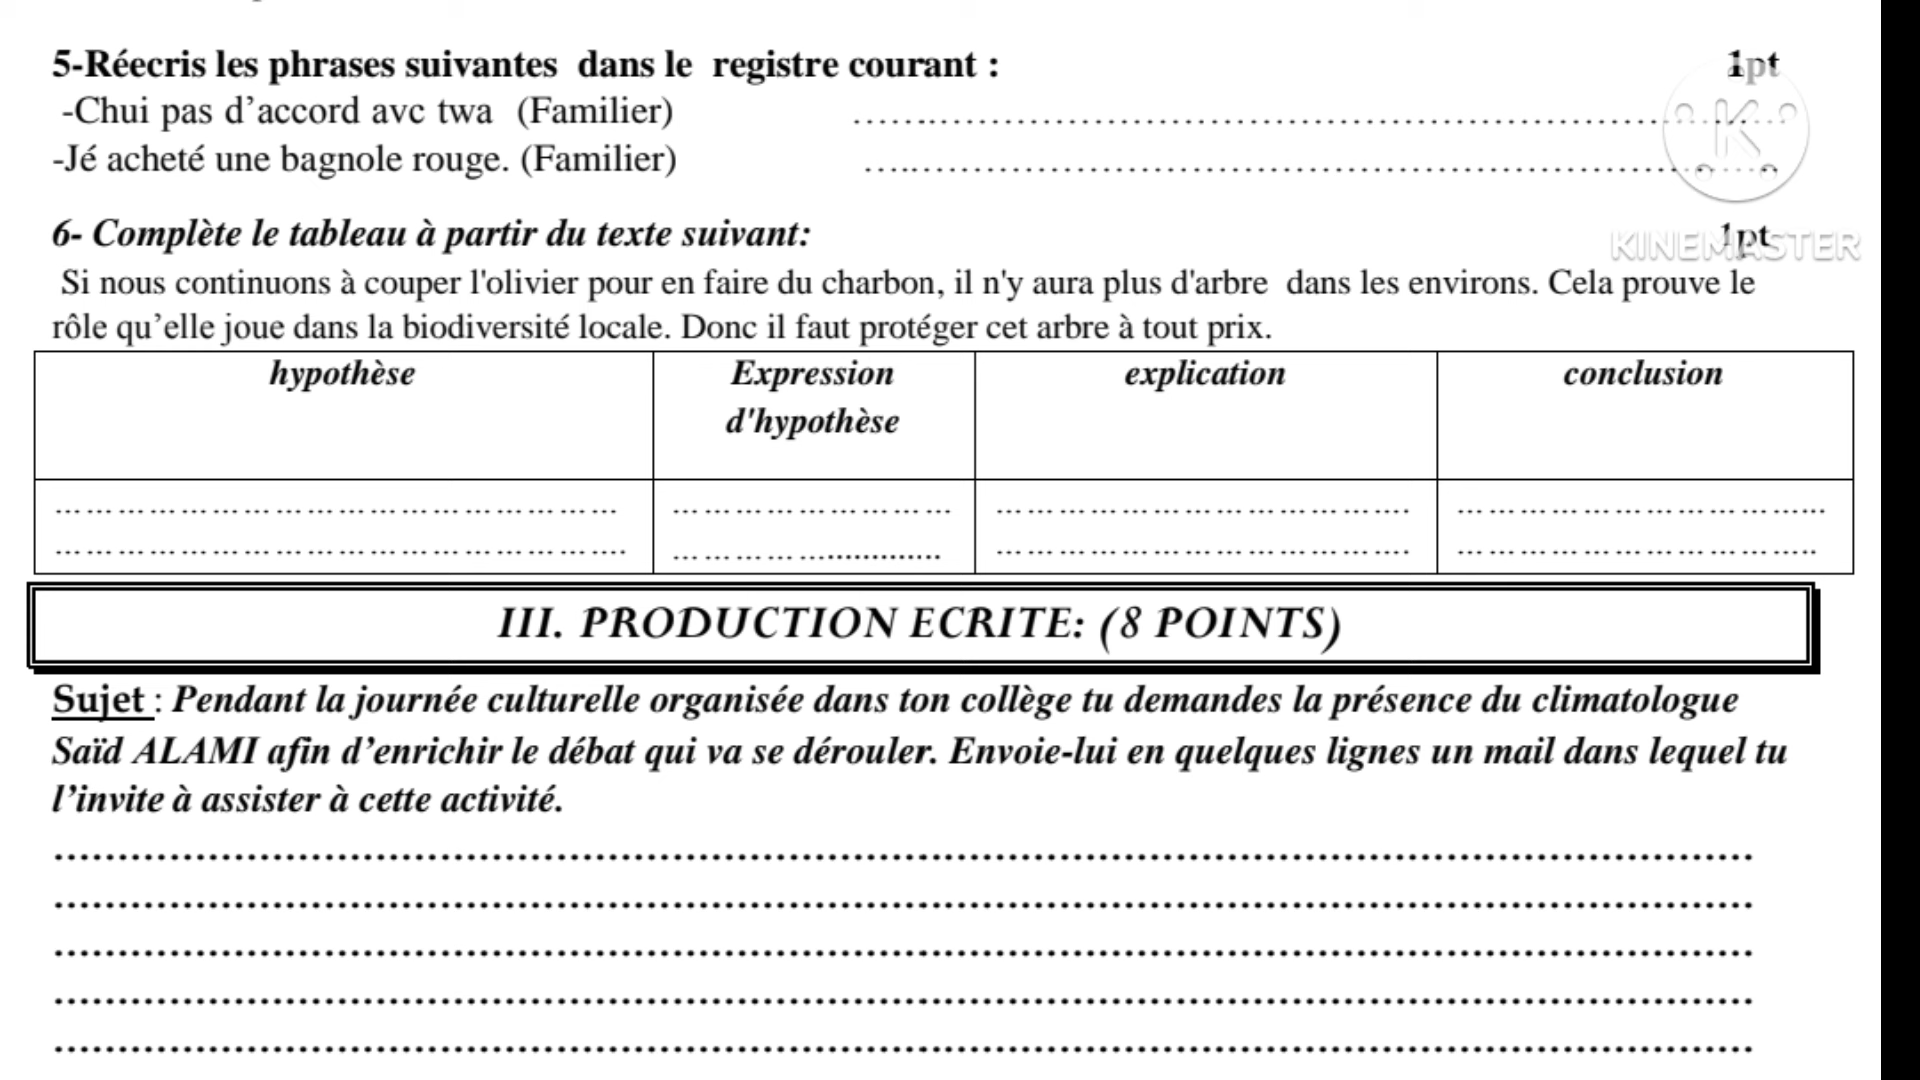 5-Réecris les phrases suivantes dans le registre courant : 1pt
-Chui pas d’accord avc twa (Familier) ........................................................
-Jé acheté une bagnole rouge. (Familier) ........................................................
K
KINEMASTER
6- Complète le tableau à partir du texte suivant: 1pt
Si nous continuons à couper l'olivier pour en faire du charbon, il n'y aura plus d'arbre dans les environs. Cela prouve le
rôle qu’elle joue dans la biodiversité locale. Donc il faut protéger cet arbre à tout prix.
hypothèse
Expression
d'hypothèse
explication
conclusion
III. PRODUCTION ECRITE: (8 POINTS)
Sujet : Pendant la journée culturelle organisée dans ton collège tu demandes la présence du climatologue
Saïd ALAMI afin d’enrichir le débat qui va se dérouler. Envoie-lui en quelques lignes un mail dans lequel tu
l’invite à assister à cette activité.